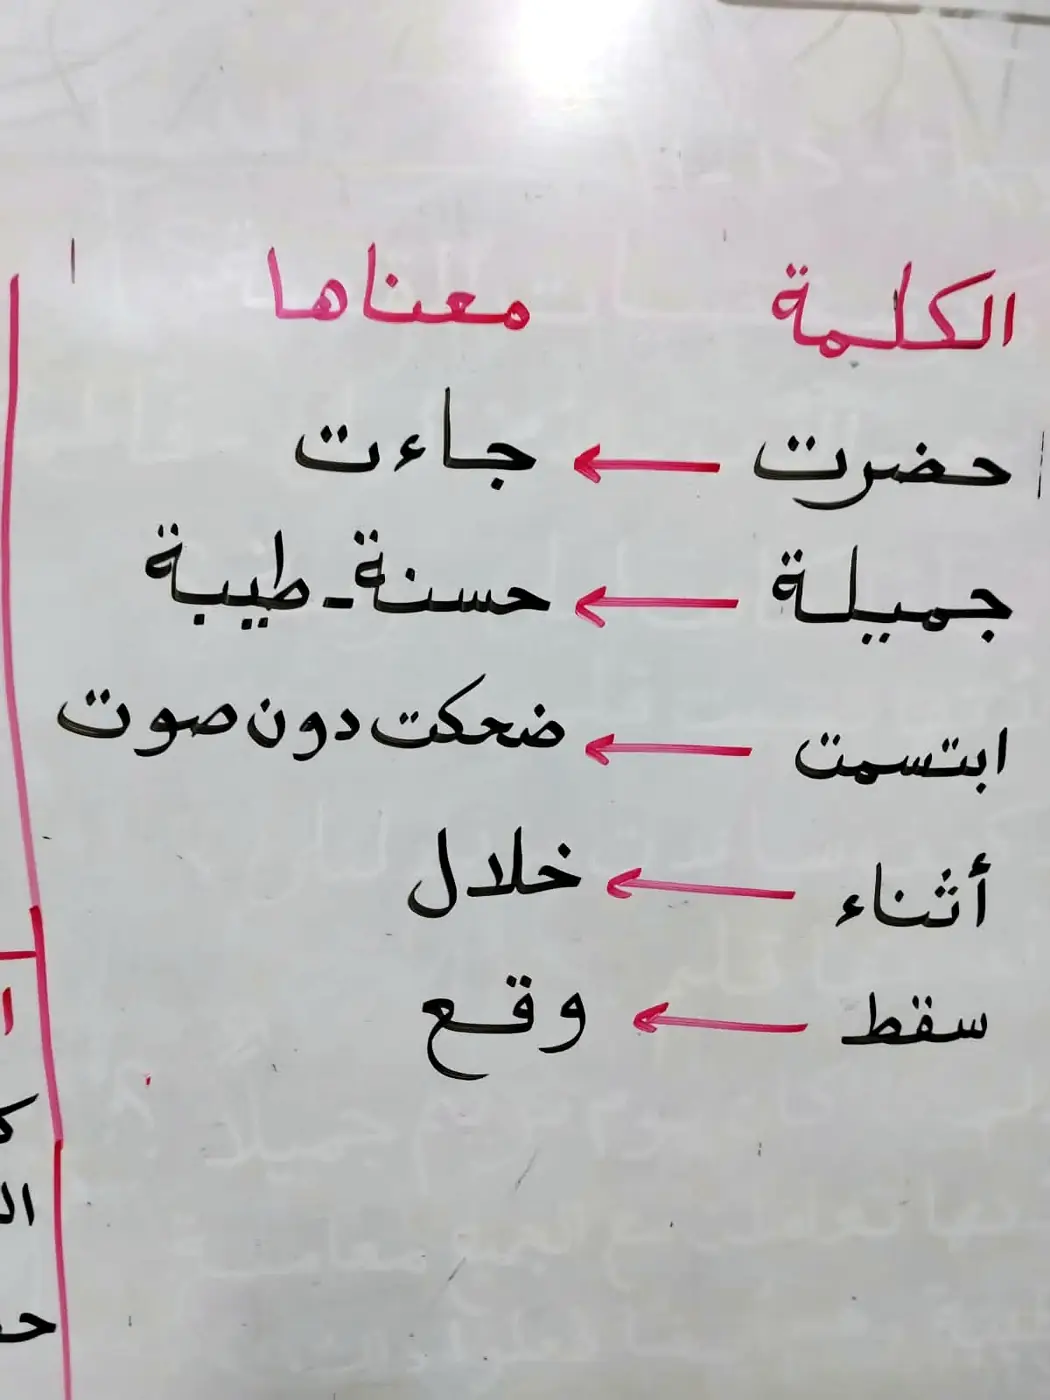 الكلمة معناها
حضرت ← جاءت
جميلة ← حسنة - طيبة
ابتسمت ← ضحكت دون صوت
أثناء ← خلال
سقط ← وقع